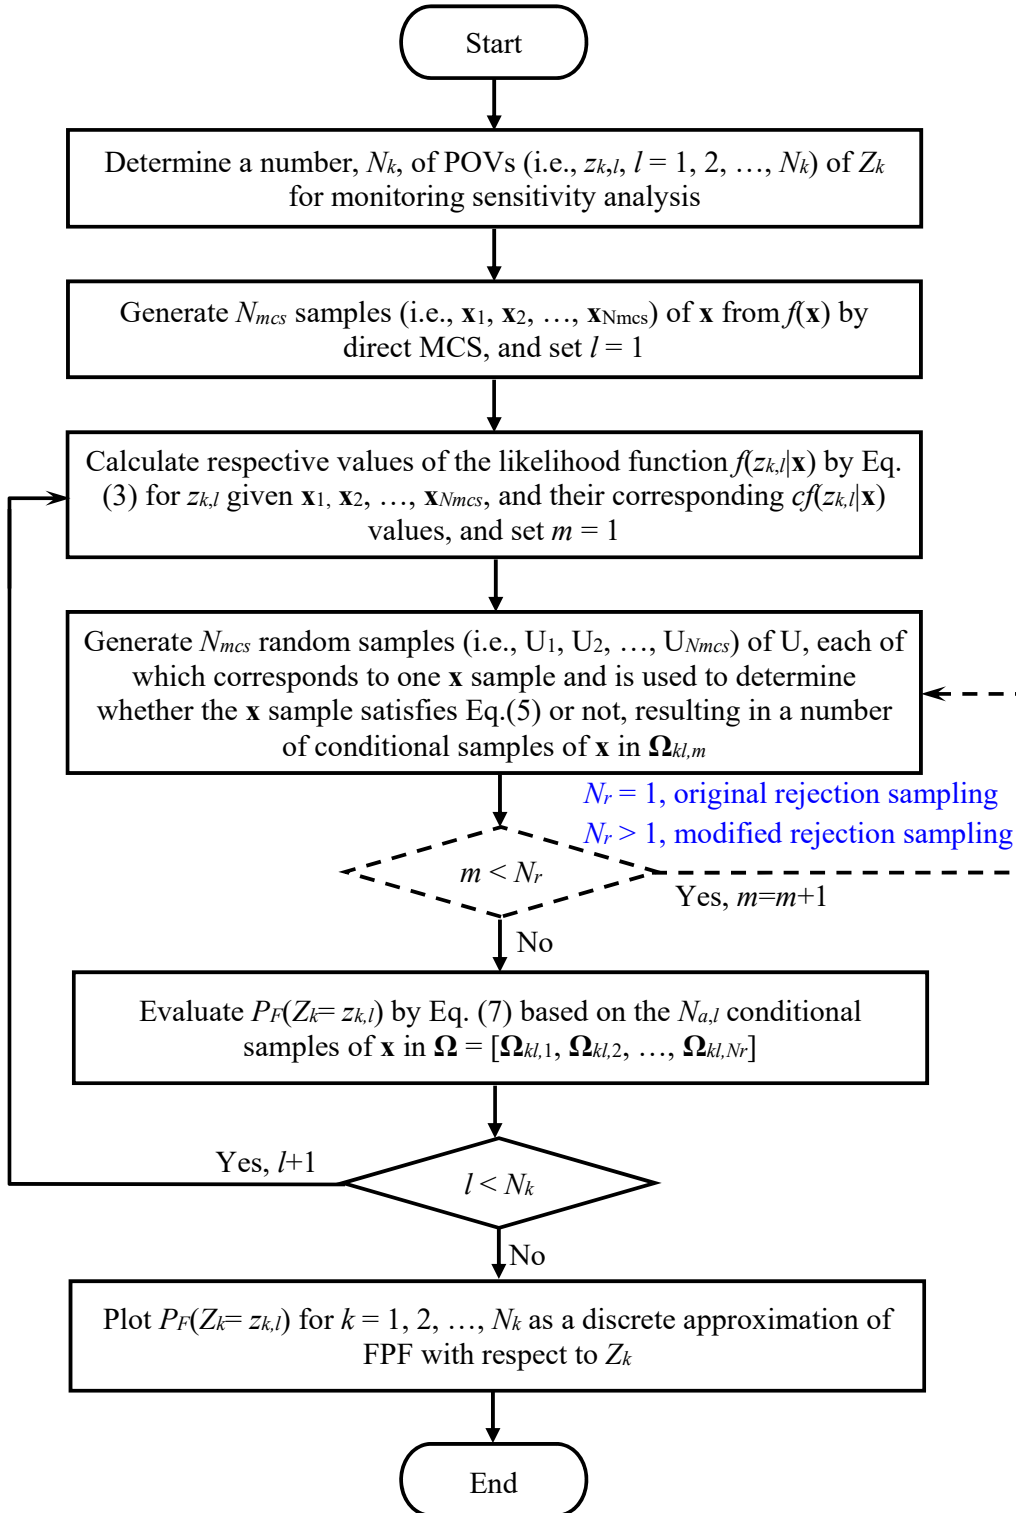 Start
Determine a number, Nk, of POVs (i.e., zk,l, l = 1, 2, …, Nk) of Zk
for monitoring sensitivity analysis
Generate Nmcs samples (i.e., x1, x2, …, xNmcs) of x from f(x) by
direct MCS, and set l = 1
Calculate respective values of the likelihood function f(zk,l|x) by Eq.
(3) for zk,l given x1, x2, …, xNmcs, and their corresponding cf(zk,l|x)
values, and set m = 1
Generate Nmcs random samples (i.e., U1, U2, …, UNmcs) of U, each of
which corresponds to one x sample and is used to determine
whether the x sample satisfies Eq.(5) or not, resulting in a number
of conditional samples of x in Ωkl,m
Nr = 1, original rejection sampling
Nr > 1, modified rejection sampling
m < Nr
Yes, m=m+1
No
Evaluate PF(Zk= zk,l) by Eq. (7) based on the Na,l conditional
samples of x in Ω = [Ωkl,1, Ωkl,2, …, Ωkl,Nr]
Yes, l+1
l < Nk
No
Plot PF(Zk= zk,l) for k = 1, 2, …, Nk as a discrete approximation of
FPF with respect to Zk
End